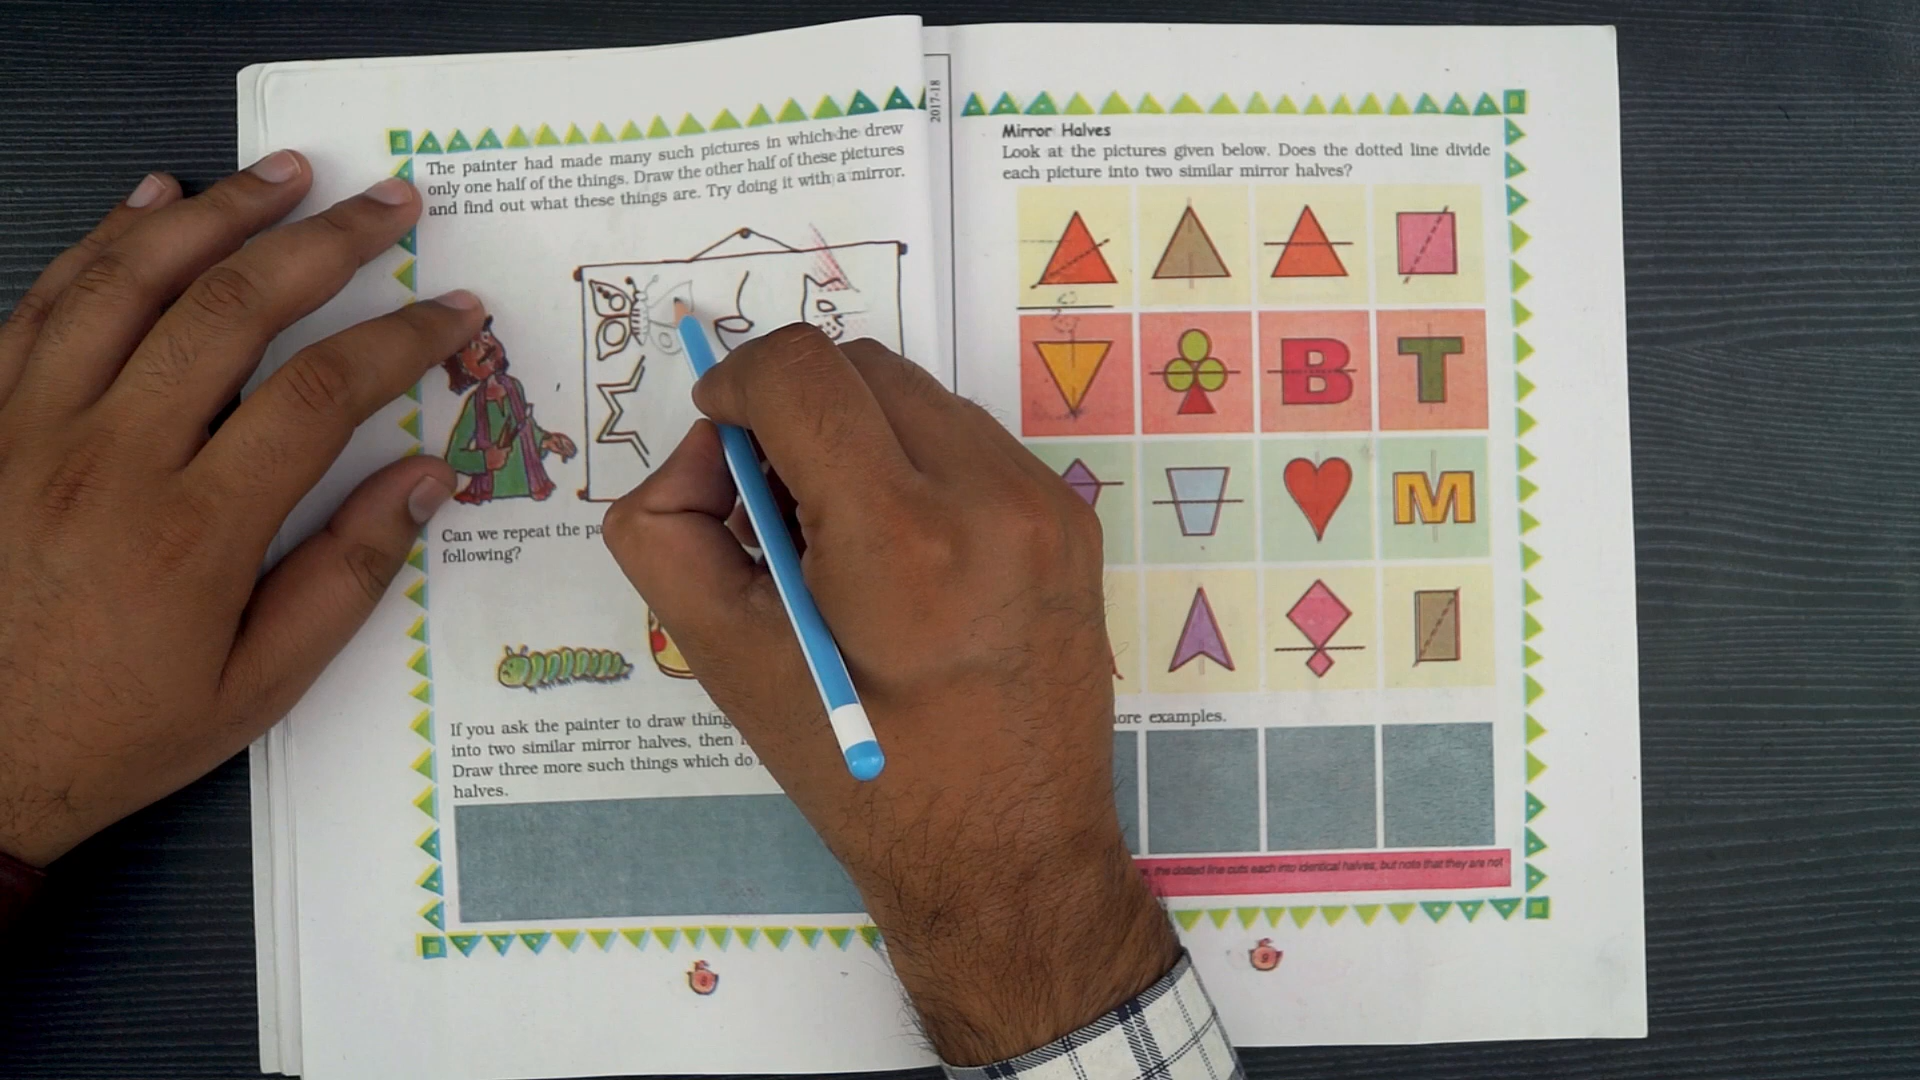 The painter had made many such pictures in which he drew
only one half of the things. Draw the other half of these pictures
and find out what these things are. Try doing it with a mirror.
Can we repeat the
following?
If you ask the painter to draw
into two similar mirror halves, then
Draw three more such things which do
halves.
8
2017-18
Mirror Halves
Look at the pictures given below. Does the dotted line divide
each picture into two similar mirror halves?
B T
M
more examples.
the dotted line cuts each into identical halves, but note that they are not
9